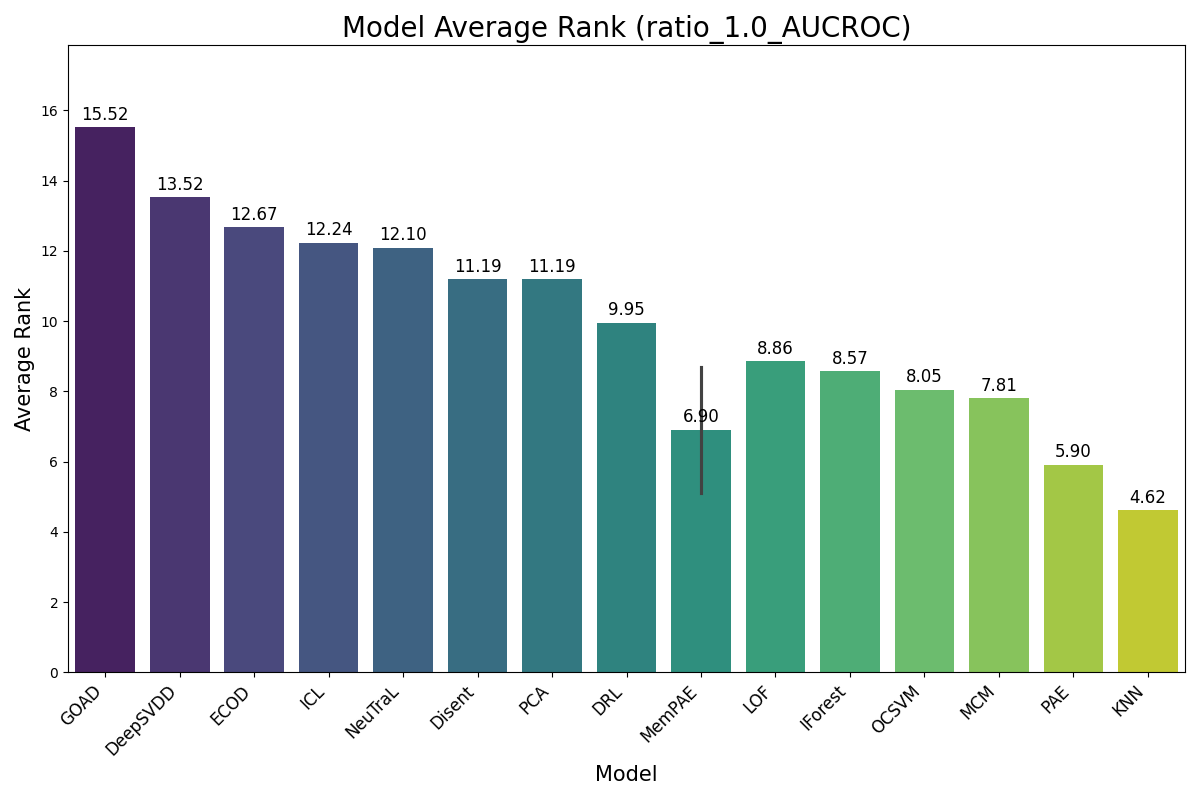 Model Average Rank (ratio_1.0_AUCROC)
Average Rank
16
14
12
10
8
6
4
2
0
15.52
13.52
12.67
12.24
12.10
11.19
11.19
9.95
6.90
8.86
8.57
8.05
7.81
5.90
4.62
GOAD
DeepSVDD
ECOD
ICL
NeuTraL
Disent
PCA
DRL
MemPAE
LOF
IForest
OCSVM
MCM
PAE
KNN
Model